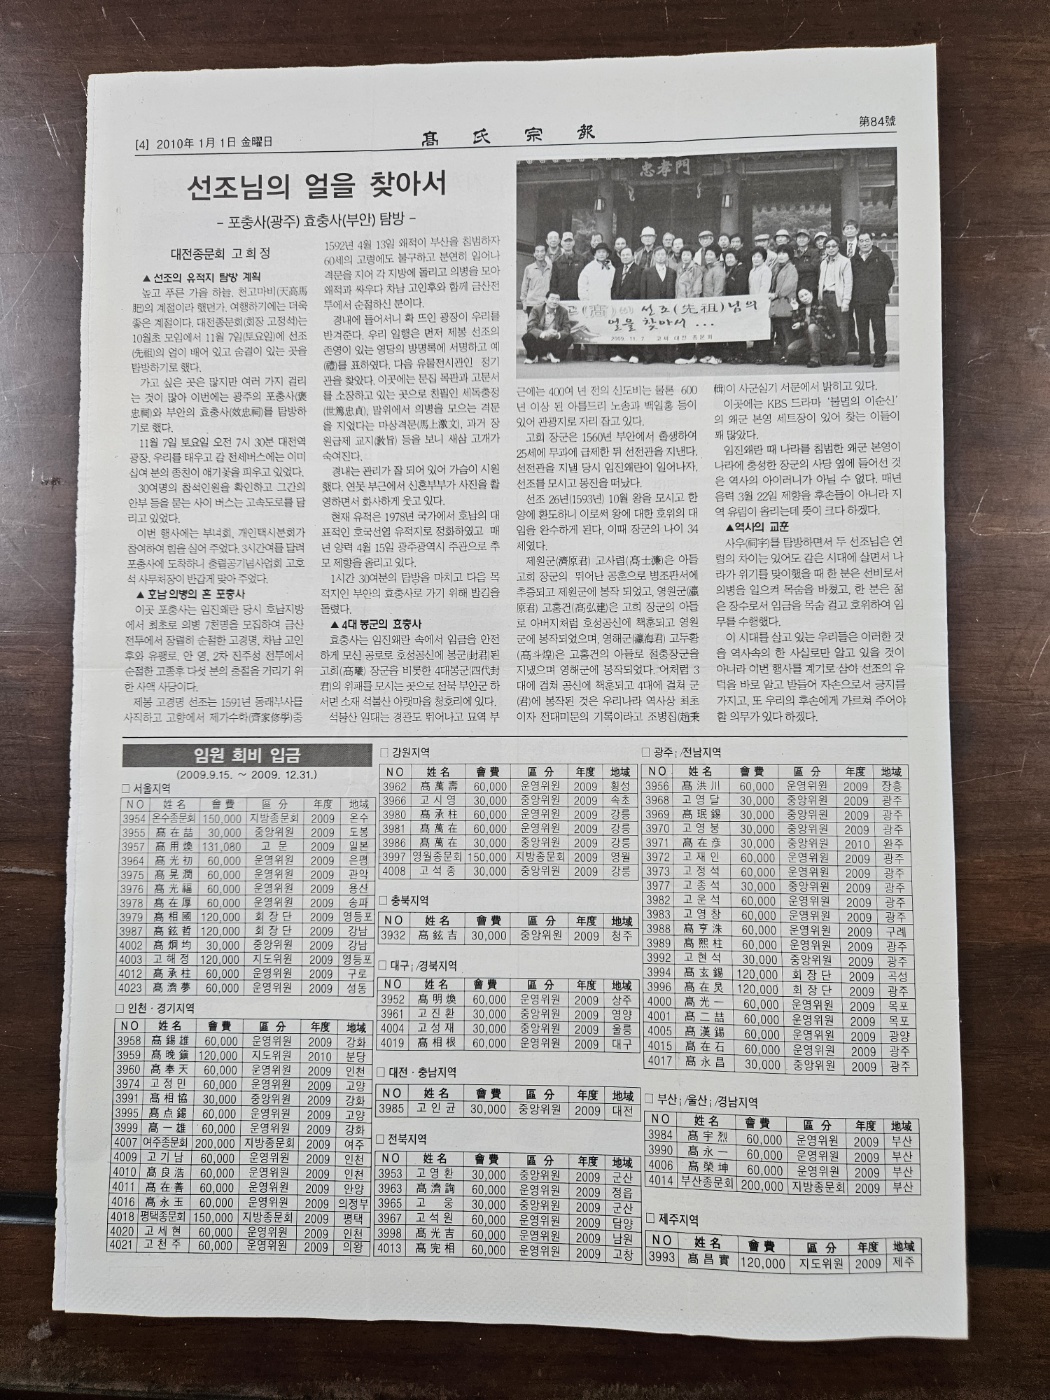 [4] 2010年 1月 1日 金曜日
髙 氏 宗 報
第84號
선조님의 얼을 찾아서
- 포충사(광주) 효충사(부안) 탐방 -
대전종문회 고 희 정
▲ 선조의 유적지 탐방 계획
높고 푸른 가을 하늘, 천고마비(天高馬
肥)의 계절이라 했던가, 여행하기에는 더욱
좋은 계절이다. 대전종문회(회장 고정석)는
10월초 모임에서 11월 7일(토요일)에 선조
(先祖)의 얼이 배어 있고 숨결이 있는 곳을
탐방하기로 했다.
가고 싶은 곳은 많지만 여러 가지 걸리
는 것이 많아 이번에는 광주의 포충사(褒
忠祠)와 부안의 효충사(效忠祠)를 탐방하
기로 했다.
11월 7일 토요일 오전 7시 30분 대전역
광장, 우리를 태우고 갈 전세버스에는 이미
십여 분의 종친이 얘기꽃을 피우고 있었다.
30여명의 참석인원을 확인하고 그간의
안부 등을 묻는 사이 버스는 고속도로를 달
리고 있었다.
이번 행사에는 부녀회, 개인택시분회가
참여하여 힘을 실어 주었다. 3시간여를 달려
포충사에 도착하니 충렬공기념사업회 고호
석 사무처장이 반갑게 맞아 주었다.
▲ 호남 의병의 혼 포충사
이곳 포충사는 임진왜란 당시 호남지방
에서 최초로 의병 7천명을 모집하여 금산
전투에서 장렬히 순절한 고경명, 차남 고인
후와 유팽로, 안 영, 2차 진주성 전투에서
순절한 고종후 다섯 분의 충절을 기리기 위
한 사액 사당이다.
제봉 고경명 선조는 1591년 동래부사를
사직하고 고향에서 제가수학(齊家修學)중
1592년 4월 13일 왜적이 부산을 침범하자
60세의 고령에도 불구하고 분연히 일어나
격문을 지어 각 지방에 돌리고 의병을 모아
왜적과 싸우다 차남 고인후와 함께 금산전
투에서 순절하신 분이다.
경내에 들어서니 확 뜨인 광장이 우리를
반겨준다. 우리 일행은 먼저 제봉 선조의
존영이 있는 영당의 방명록에 서명하고 예
(禮)를 표하였다. 다음 유물전시관인 정기
관을 찾았다. 이곳에는 문집 목판과 고문서
를 소장하고 있는 곳으로 친필인 세독충정
(世篤忠貞), 말위에서 의병을 모으는 격문
을 지었다는 마상격문(馬上檄文), 과거 장
원급제 교지(敎旨) 등을 보니 새삼 고개가
숙여진다.
경내는 관리가 잘 되어 있어 가슴이 시원
했다. 연못 부근에서 신혼부부가 사진을 촬
영하면서 화사하게 웃고 있다.
현재 유적은 1978년 국가에서 호남의 대
표적인 호국선열 유적지로 정화하였고 매
년 양력 4월 15일 광주광역시 주관으로 추
모 제향을 올리고 있다.
1시간 30여분의 탐방을 마치고 다음 목
적지인 부안의 효충사로 가기 위해 발길을
돌렸다.
▲ 4대 봉군의 효충사
효충사는 임진왜란 속에서 임금을 안전
하게 모신 공로로 호성공신에 봉군(封君)된
고희(高曦) 장군을 비롯한 4대봉군(四代封
君)의 위패를 모시는 곳으로 전북 부안군 하
서면 소재 석불산 아랫마을 청호리에 있다.
석불산 일대는 경관도 뛰어나고 묘역 부
忠孝門
선조(先祖)님의
얼을 찾아서 ...
2009. 11. 7. 고씨 대전 종문회
근에는 400여 년 전의 신도비는 물론 600
년 이상 된 아름드리 노송과 백일홍 등이
있어 관광지로 자리 잡고 있다.
고희 장군은 1560년 부안에서 출생하여
25세에 무과에 급제한 뒤 선전관을 지낸다.
선전관을 지낼 당시 임진왜란이 일어나자,
선조를 모시고 몽진을 떠났다.
선조 26년(1593년) 10월 왕을 모시고 한
양에 환도하니 이로써 왕에 대한 호위의 대
임을 완수하게 된다. 이때 장군의 나이 34
세였다.
제원군(濟原君) 고사렴(髙士濂)은 아들
고희 장군의 뛰어난 공훈으로 병조판서에
추증되고 제원군에 봉작 되었고, 영원군(瀛
原君) 고홍건(髙弘建)은 고희 장군의 아들
로 아버지처럼 호성공신에 책훈되고 영원
군에 봉작되었으며, 영해군(瀛海君) 고두황
(高斗煌)은 고홍건의 아들로 절충장군을
지냈으며 영해군에 봉작되었다. 어처럼 3
대에 걸쳐 공신에 책훈되고 4대에 걸쳐 군
(君)에 봉작된 것은 우리나라 역사상 최초
이자 전대미문의 기록이라고 조병집(趙秉
이 사군실기 서문에서 밝히고 있다.
이곳에는 KBS 드라마 '불멸의 이순신'
의 왜군 본영 세트장이 있어 찾는 이들이
꽤 많았다.
임진왜란 때 나라를 침범한 왜군 본영이
나라에 충성한 장군의 사당 옆에 들어선 것
은 역사의 아이러니가 아닐 수 없다. 매년
음력 3월 22일 제향을 후손들이 아니라 지
역 유림이 올리는데 뜻이 크다 하겠다.
▲역사의 교훈
사우(祠宇)를 탐방하면서 두 선조님은 연
령의 차이는 있어도 같은 시대에 살면서 나
라가 위기를 맞이했을 때 한 분은 선비로서
의병을 일으켜 목숨을 바쳤고, 한 분은 젊
은 장수로서 임금을 목숨 걸고 호위하여 임
무를 수행했다.
이 시대를 살고 있는 우리들은 이러한 것
을 역사속의 한 사실로만 알고 있을 것이
아니라 이번 행사를 계기로 삼아 선조의 유
덕을 바로 알고 받들어 자손으로서 긍지를
가지고, 또 우리의 후손에게 가르쳐 주어야
할 의무가 있다 하겠다.
임원 회비 입금
(2009.9.15. ~ 2009. 12.31.)
□ 서울지역
NO 姓 名 會 費 區 分 年度 地域
3954 온수종문회 150,000 지방종문회 2009 온수
3955 髙 在 喆 30,000 중앙위원 2009 도봉
3957 髙 用 煥 131,080 고 문 2009 일본
3964 髙 光 初 60,000 운영위원 2009 은평
3975 髙 晃 潤 60,000 운영위원 2009 관악
3976 髙 光 福 60,000 운영위원 2009 용산
3978 髙 在 厚 60,000 운영위원 2009 송파
3979 髙 相 國 120,000 회 장 단 2009 영등포
3987 髙 鉉 哲 120,000 회 장 단 2009 강남
4002 髙 炯 均 30,000 중앙위원 2009 강남
4003 고 해 정 120,000 지도위원 2009 영등포
4012 髙 承 柱 60,000 운영위원 2009 구로
4023 髙 濟 夢 60,000 운영위원 2009 성동
□ 인천 · 경기지역
NO 姓 名 會 費 區 分 年度 地域
3958 髙 錫 雄 60,000 운영위원 2009 강화
3959 髙 晩 鎭 120,000 지도위원 2010 분당
3960 髙 奉 天 60,000 운영위원 2009 인천
3974 고 정 민 60,000 운영위원 2009 고양
3991 髙 相 協 30,000 중앙위원 2009 강화
3995 髙 点 錫 60,000 운영위원 2009 고양
3999 髙 一 雄 60,000 운영위원 2009 강화
4007 여주종문회 200,000 지방종문회 2009 여주
4009 고 기 남 60,000 운영위원 2009 인천
4010 髙 良 浩 60,000 운영위원 2009 인천
4011 髙 在 善 60,000 운영위원 2009 안양
4016 髙 永 玉 60,000 운영위원 2009 의정부
4018 평택종문회 150,000 지방종문회 2009 평택
4020 고 세 현 60,000 운영위원 2009 인천
4021 고 천 주 60,000 운영위원 2009 의왕
□ 강원지역
NO 姓 名 會 費 區 分 年度 地域
3962 髙 萬 壽 60,000 운영위원 2009 횡성
3966 고 시 영 30,000 중앙위원 2009 속초
3980 髙 承 柱 60,000 운영위원 2009 강릉
3981 髙 萬 在 60,000 운영위원 2009 강릉
3986 髙 萬 在 30,000 중앙위원 2009 강릉
3997 영월종문회 150,000 지방종문회 2009 영월
4008 고 석 중 30,000 중앙위원 2009 강릉
□ 충북지역
NO 姓 名 會 費 區 分 年度 地域
3932 髙 鉉 吉 30,000 중앙위원 2009 청주
□ 대구 ; /경북지역
NO 姓 名 會 費 區 分 年度 地域
3952 髙 明 煥 60,000 운영위원 2009 상주
3961 고 진 환 30,000 중앙위원 2009 영양
4004 고 성 재 30,000 중앙위원 2009 울릉
4019 髙 相 根 60,000 운영위원 2009 대구
□ 대전 · 충남지역
NO 姓 名 會 費 區 分 年度 地域
3985 고 인 균 30,000 중앙위원 2009 대전
□ 전북지역
NO 姓 名 會 費 區 分 年度 地域
3953 고 영 환 30,000 중앙위원 2009 군산
3963 髙 濟 60,000 운영위원 2009 정읍
3965 고 웅 30,000 중앙위원 2009 군산
3967 고 석 원 60,000 운영위원 2009 담양
3998 髙 光 吉 60,000 운영위원 2009 남원
4013 髙 宪 相 60,000 운영위원 2009 고창
□ 광주 ; /전남지역
NO 姓 名 會 費 區 分 年度 地域
3956 髙 洪 川 60,000 운영위원 2009 장흥
3968 고 영 달 30,000 중앙위원 2009 광주
3969 髙 珉 錫 30,000 중앙위원 2009 광주
3970 고 영 봉 30,000 중앙위원 2009 광주
3971 髙 在 彦 30,000 중앙위원 2010 완주
3972 고 재 인 60,000 운영위원 2009 광주
3973 고 정 석 60,000 운영위원 2009 광주
3977 고 총 석 30,000 중앙위원 2009 광주
3982 고 운 석 60,000 운영위원 2009 광주
3983 고 영 창 60,000 운영위원 2009 광주
3988 髙 亨 洙 60,000 운영위원 2009 구례
3989 髙 熙 柱 60,000 운영위원 2009 광주
3992 고 현 석 30,000 중앙위원 2009 광주
3994 髙 玄 錫 120,000 회 장 단 2009 곡성
3996 髙 在 炅 120,000 회 장 단 2009 광주
4000 髙 光 一 60,000 운영위원 2009 목포
4001 髙 二 喆 60,000 운영위원 2009 목포
4005 髙 漢 錫 60,000 운영위원 2009 광양
4015 髙 在 石 60,000 운영위원 2009 광주
4017 髙 永 昌 30,000 중앙위원 2009 광주
□ 부산 ; /울산 ; /경남지역
NO 姓 名 會 費 區 分 年度 地域
3984 髙 宇 烈 60,000 운영위원 2009 부산
3990 髙 永 一 60,000 운영위원 2009 부산
4006 髙 榮 坤 60,000 운영위원 2009 부산
4014 부산종문회 200,000 지방종문회 2009 부산
□ 제주지역
NO 姓 名 會 費 區 分 年度 地域
3993 髙 昌 實 120,000 지도위원 2009 제주